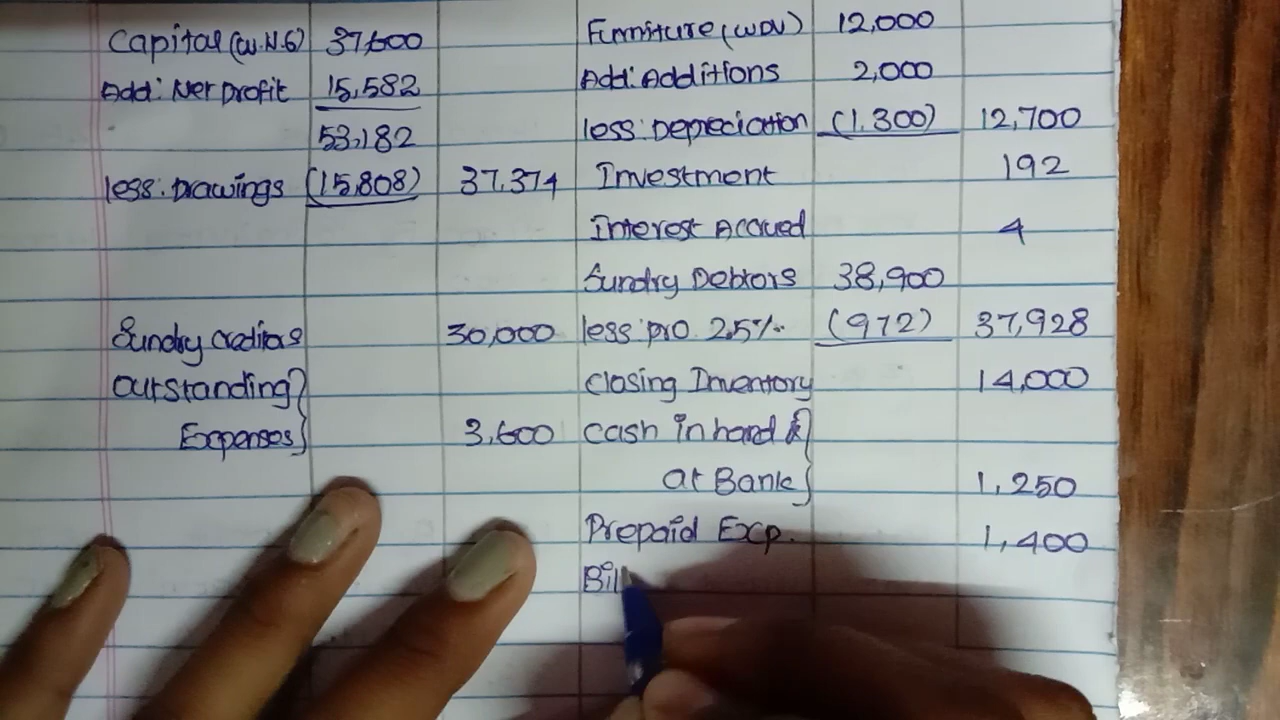 Capital (W.N.6) 37,600 Furniture (WDV) 12,000
Add: Net Profit 15,582 Add: Additions 2,000
53,182 less: Depreciation (1,300) 12,700
less: Drawings (15,808) 37,374 Investment 192
Interest Accrued 4
Sundry Debtors 38,900
Sundry creditors 30,000 less pro 2.5% (972) 37,928
Outstanding closing Inventory 14,000
Expenses 3,600 Cash in hand &
at Bank 1,250
Prepaid Exp. 1,400
Bil